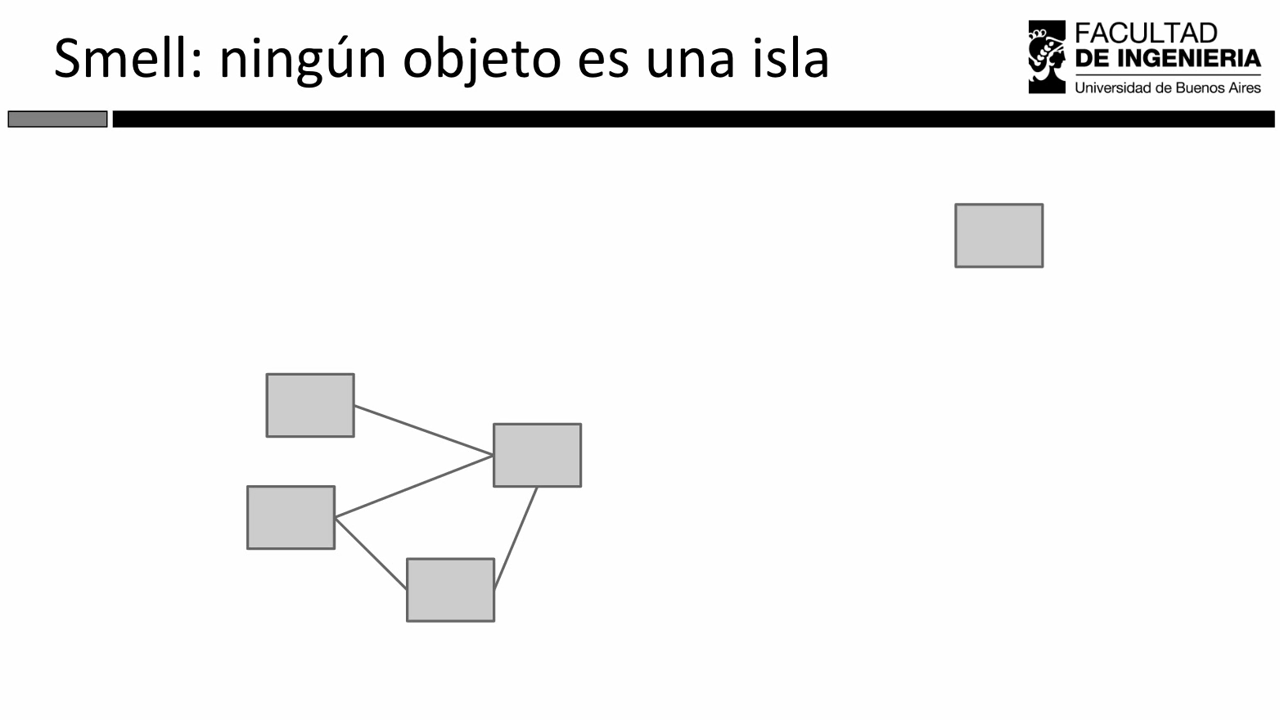 Smell: ningún objeto es una isla
FACULTAD
DE INGENIERIA
Universidad de Buenos Aires